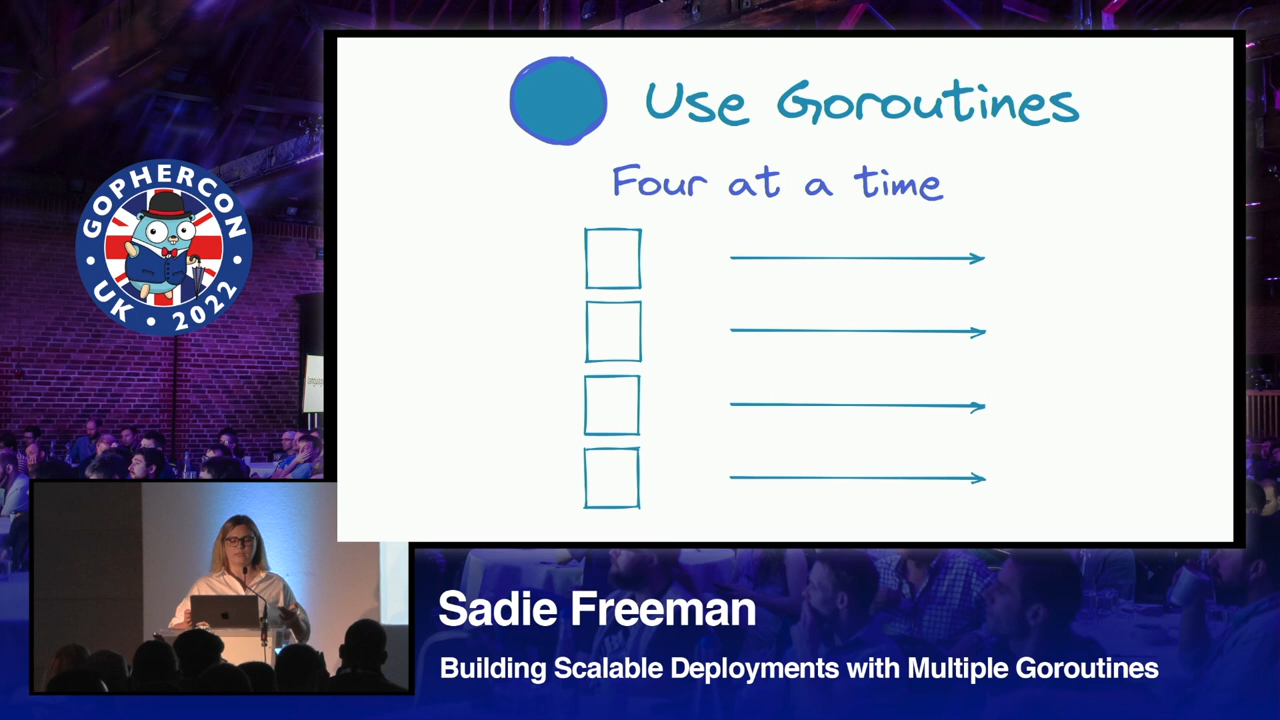 Use Goroutines
Four at a time
GOPHERCON
UK • 2022
Sadie Freeman
Building Scalable Deployments with Multiple Goroutines